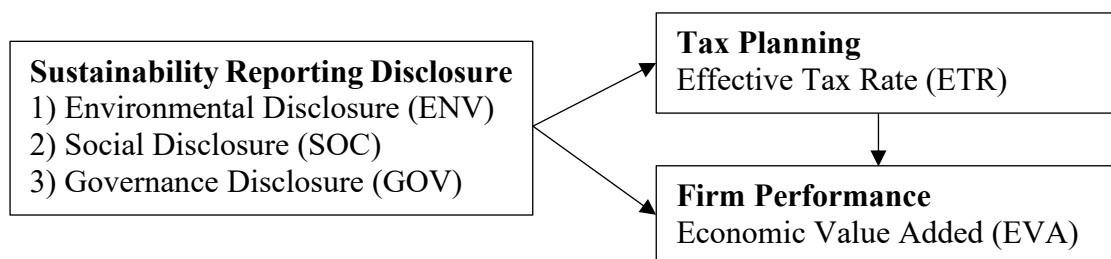 Sustainability Reporting Disclosure
1) Environmental Disclosure (ENV)
2) Social Disclosure (SOC)
3) Governance Disclosure (GOV)
Tax Planning
Effective Tax Rate (ETR)
Firm Performance
Economic Value Added (EVA)